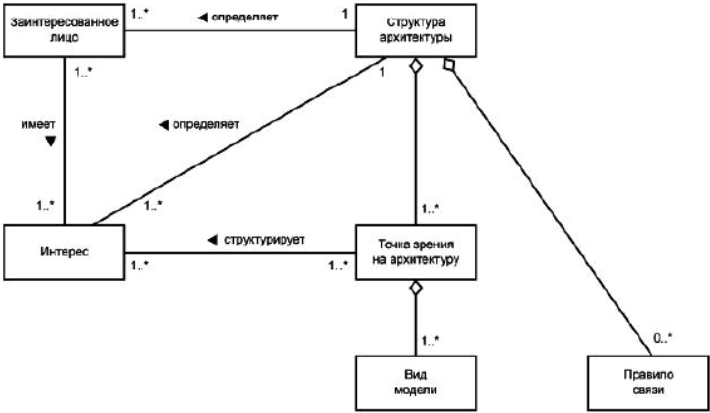 Заинтересованное
лицо
1..*
◄ определяет
1
Структура
архитектуры
1..*
1
имеет
◄ определяет
1..*
1..*
1..*
Интерес
◄ структурирует
1..*
1..*
Точка зрения
на архитектуру
1..*
0..*
Вид
модели
Правило
связи